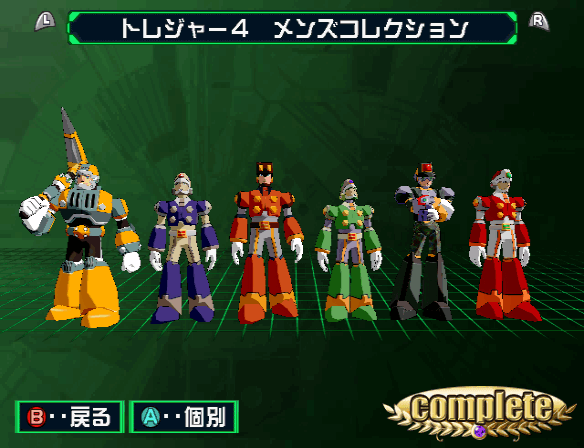 L
トレジャー4　メンズコレクション
R
B・・戻る
A・・個別
complete